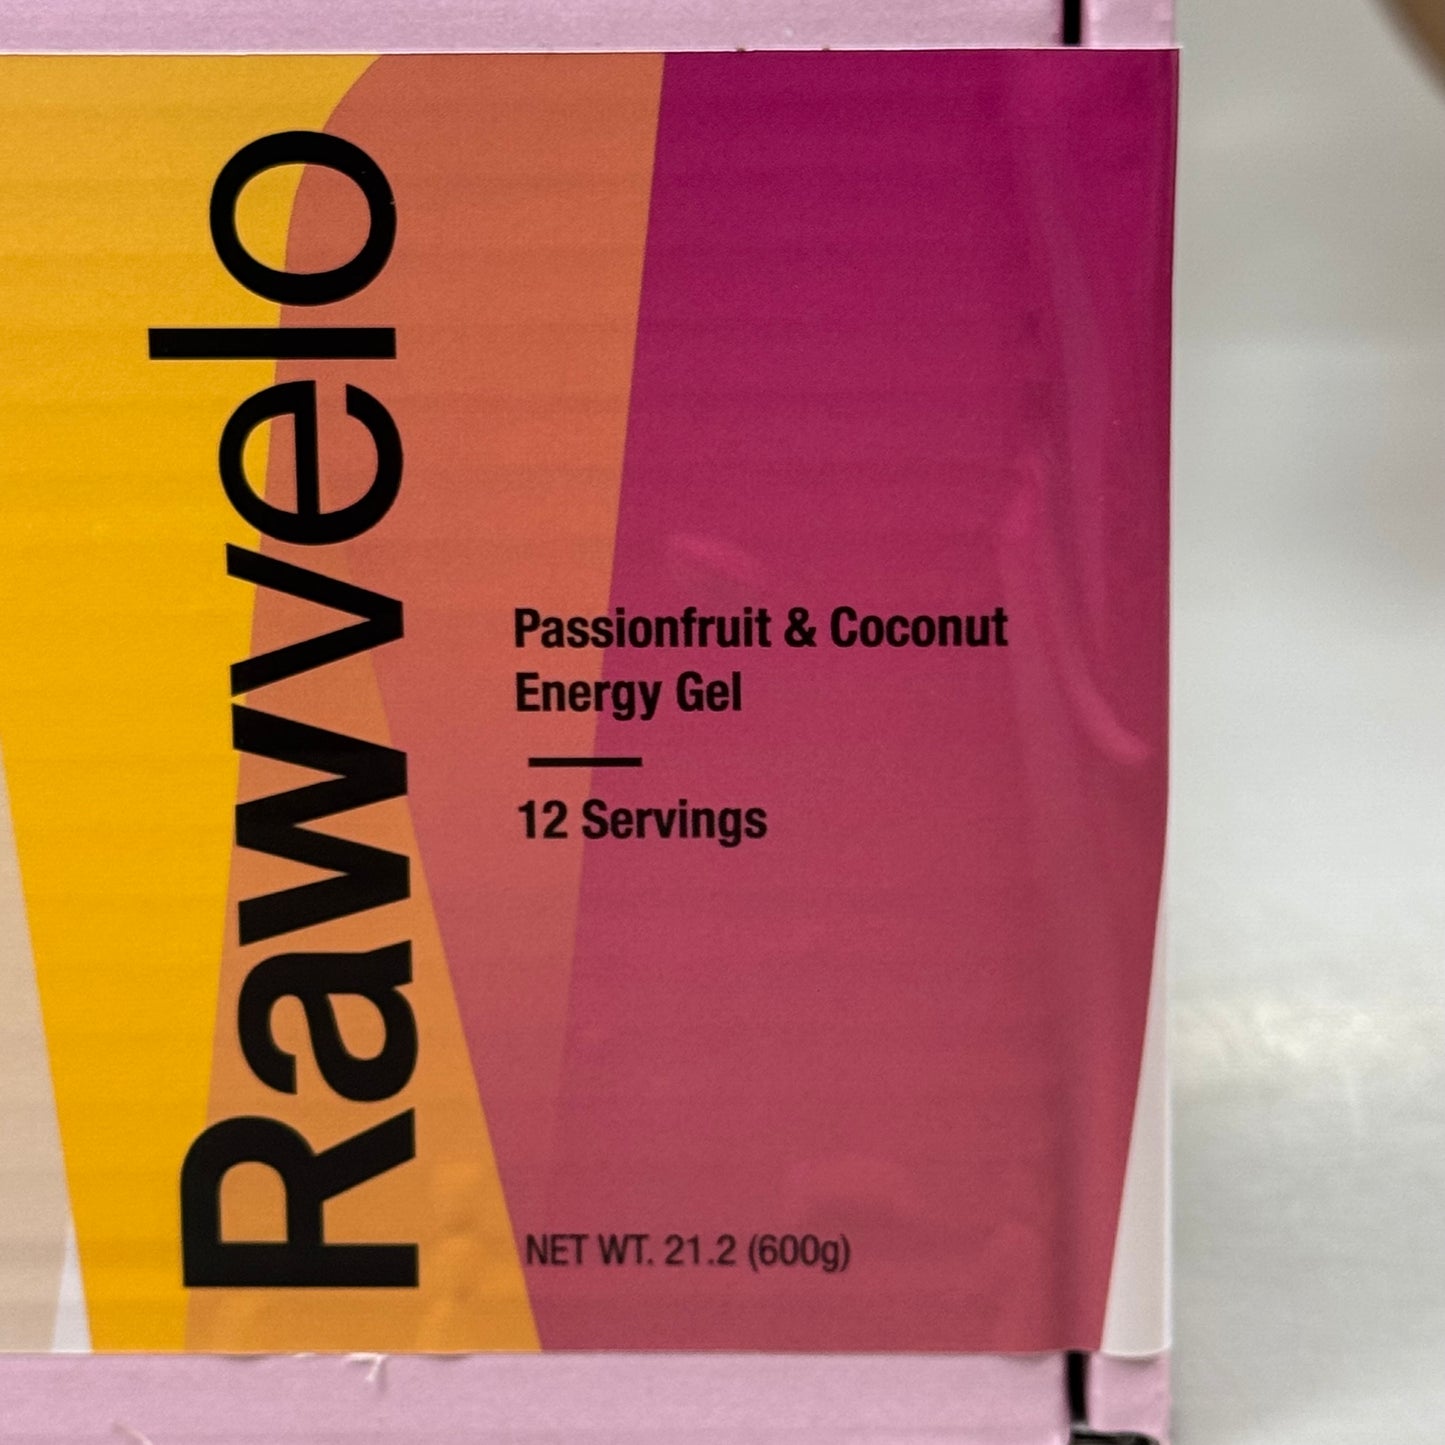 Rawvelo
Passionfruit & Coconut
Energy Gel
12 Servings
NET WT. 21.2 (600g)